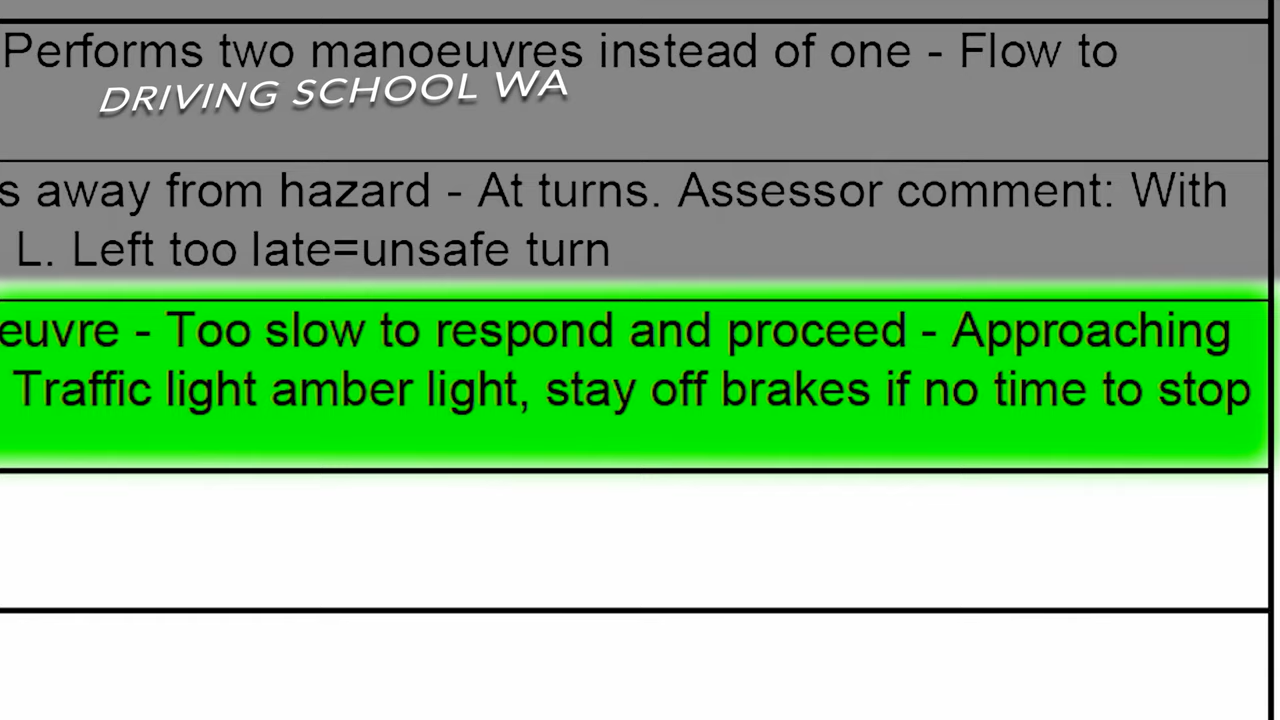 Performs two manoeuvres instead of one - Flow to
DRIVING SCHOOL WA
s away from hazard - At turns. Assessor comment: With
L. Left too late=unsafe turn
euvre - Too slow to respond and proceed - Approaching
Traffic light amber light, stay off brakes if no time to stop